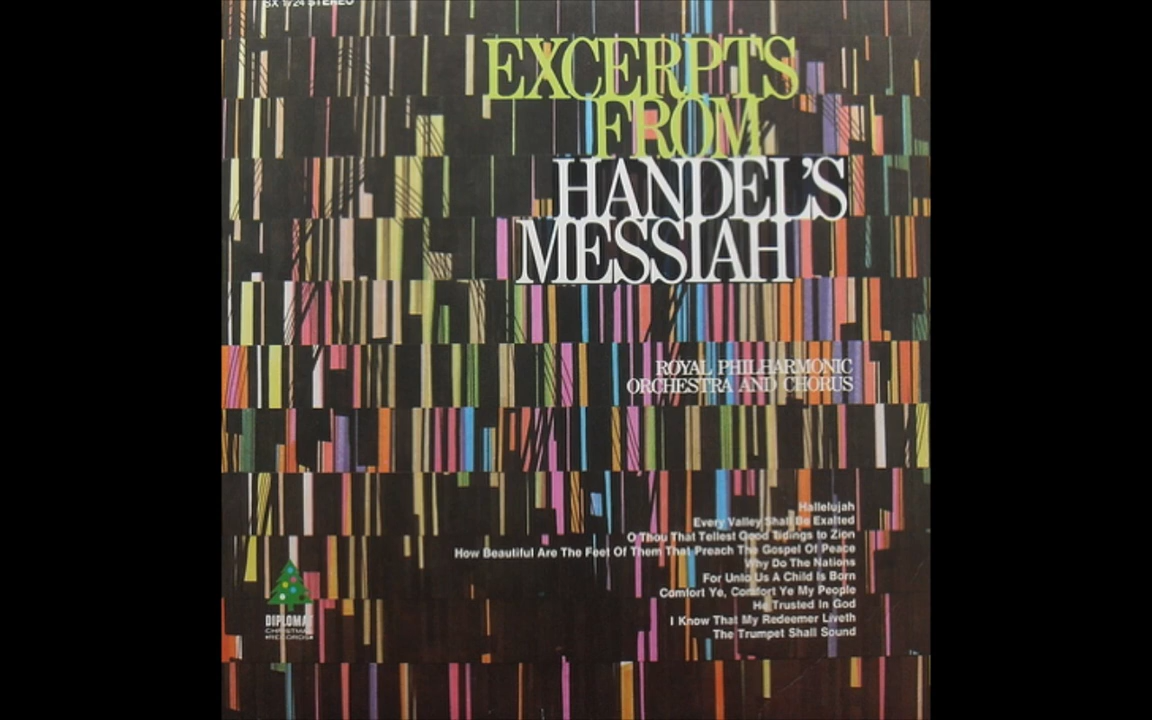 SX 1724 STEREO
EXCERPTS
FROM
HANDEL'S
MESSIAH
ROYAL PHILHARMONIC
ORCHESTRA AND CHORUS
Hallelujah
Every Valley Shall Be Exalted
O Thou That Tellest Good Tidings to Zion
How Beautiful Are The Feet Of Them That Preach The Gospel Of Peace
Why Do The Nations
For Unto Us A Child Is Born
Comfort Ye, Comfort Ye My People
He Trusted In God
I Know That My Redeemer Liveth
The Trumpet Shall Sound
DIPLOMAT
CHRISTMAS
•RECORDS•